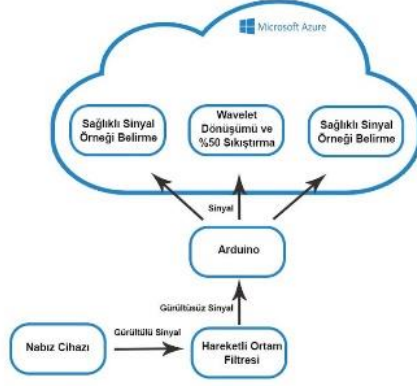 Microsoft Azure
Sağlıklı Sinyal
Örneği Belirme
Wavelet
Dönüşümü ve
%50 Sıkıştırma
Sağlıklı Sinyal
Örneği Belirme
Sinyal
Arduino
Gürültüsüz Sinyal
Nabız Cihazı
Gürültülü Sinyal
Hareketli Ortam
Filtresi